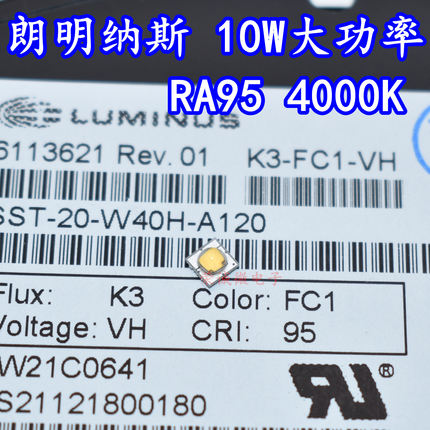 朗明纳斯 10W大功率
RA95 4000K
LUMINUS
6113621 Rev. 01 K3-FC1-VH
SST-20-W40H-A120
Flux: K3 Color: FC1
Voltage: VH CRI: 95
W21C0641
S21121800180
RU ®